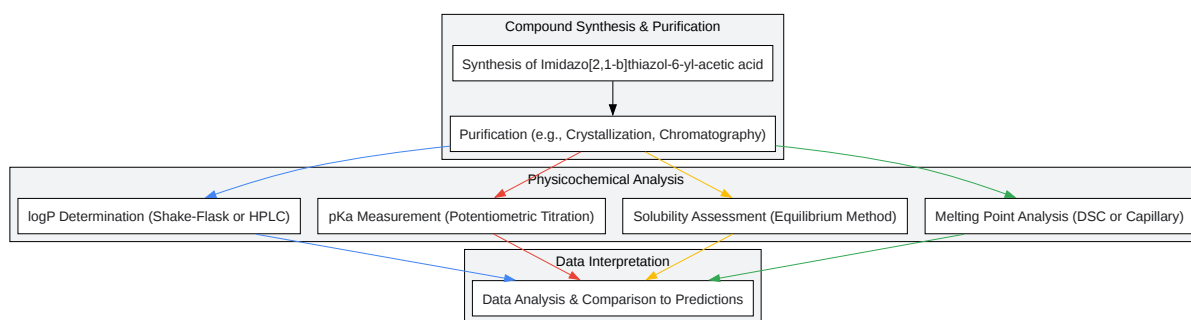 Compound Synthesis & Purification
Synthesis of Imidazo[2,1-b]thiazol-6-yl-acetic acid
Purification (e.g., Crystallization, Chromatography)
Physicochemical Analysis
logP Determination (Shake-Flask or HPLC)
pKa Measurement (Potentiometric Titration)
Solubility Assessment (Equilibrium Method)
Melting Point Analysis (DSC or Capillary)
Data Interpretation
Data Analysis & Comparison to Predictions